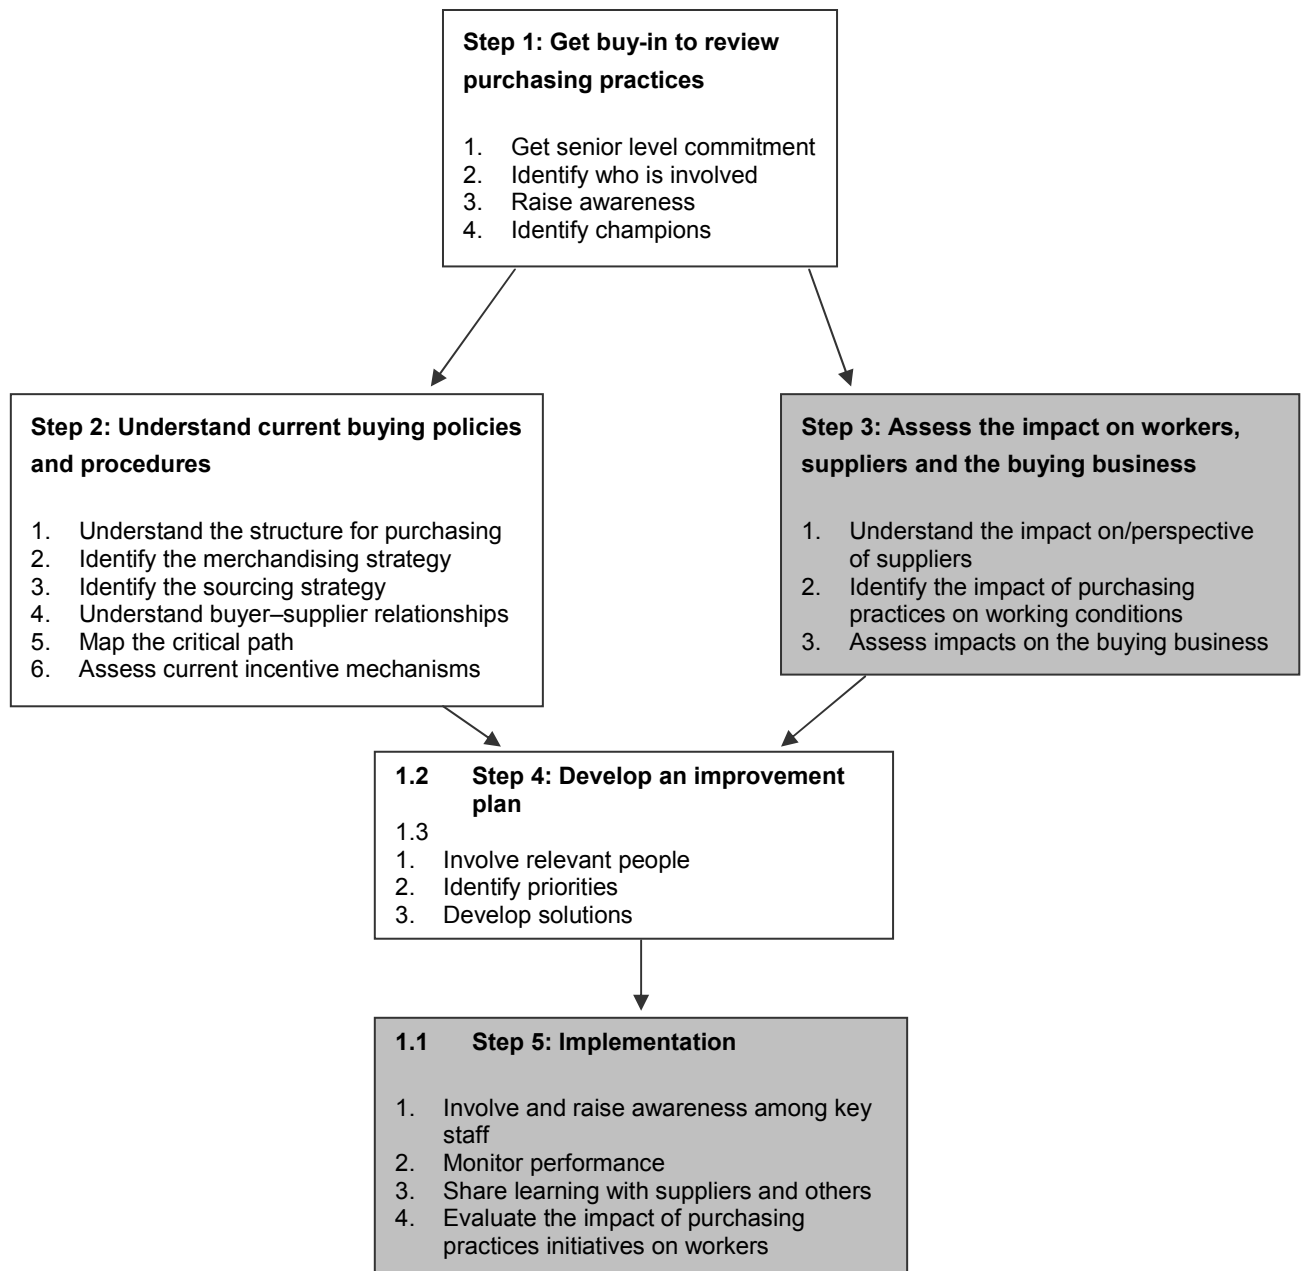 Step 1: Get buy-in to review
purchasing practices
1. Get senior level commitment
2. Identify who is involved
3. Raise awareness
4. Identify champions
Step 2: Understand current buying policies
and procedures
1. Understand the structure for purchasing
2. Identify the merchandising strategy
3. Identify the sourcing strategy
4. Understand buyer–supplier relationships
5. Map the critical path
6. Assess current incentive mechanisms
Step 3: Assess the impact on workers,
suppliers and the buying business
1. Understand the impact on/perspective
of suppliers
2. Identify the impact of purchasing
practices on working conditions
3. Assess impacts on the buying business
1.2 Step 4: Develop an improvement
plan
1.3
1. Involve relevant people
2. Identify priorities
3. Develop solutions
1.1 Step 5: Implementation
1. Involve and raise awareness among key
staff
2. Monitor performance
3. Share learning with suppliers and others
4. Evaluate the impact of purchasing
practices initiatives on workers